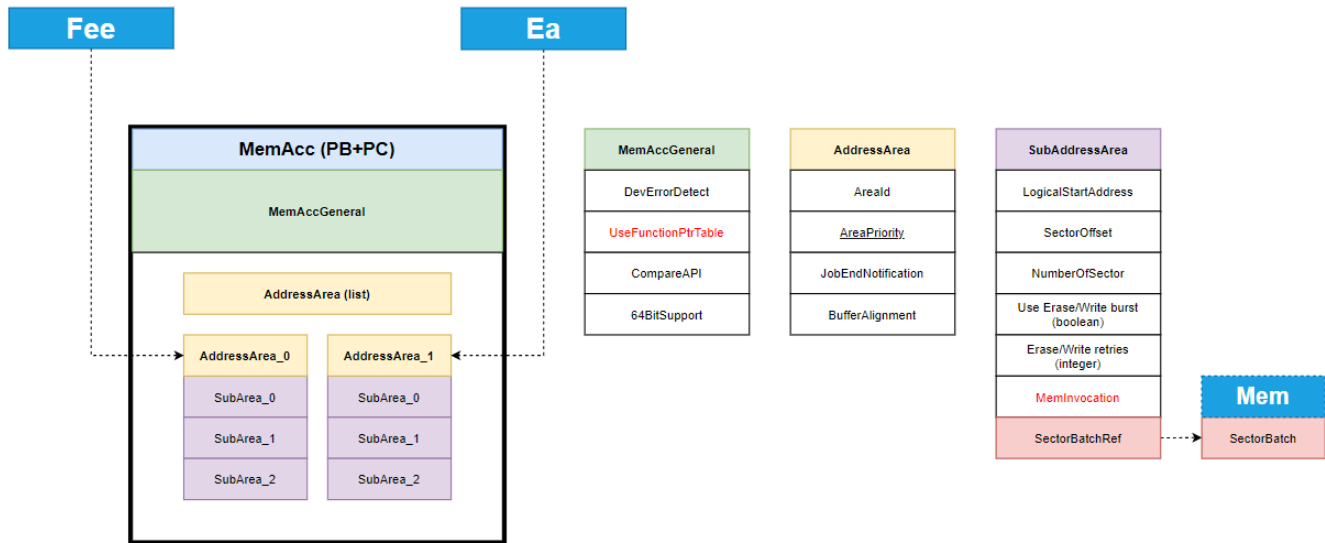 Fee
Ea
MemAcc (PB+PC)
MemAccGeneral
AddressArea (list)
AddressArea_0
AddressArea_1
SubArea_0
SubArea_0
SubArea_1
SubArea_1
SubArea_2
SubArea_2
MemAccGeneral
DevErrorDetect
UseFunctionPtrTable
CompareAPI
64BitSupport
AddressArea
AreaId
AreaPriority
JobEndNotification
BufferAlignment
SubAddressArea
LogicalStartAddress
SectorOffset
NumberOfSector
Use Erase/Write burst
(boolean)
Erase/Write retries
(integer)
MemInvocation
SectorBatchRef
Mem
SectorBatch